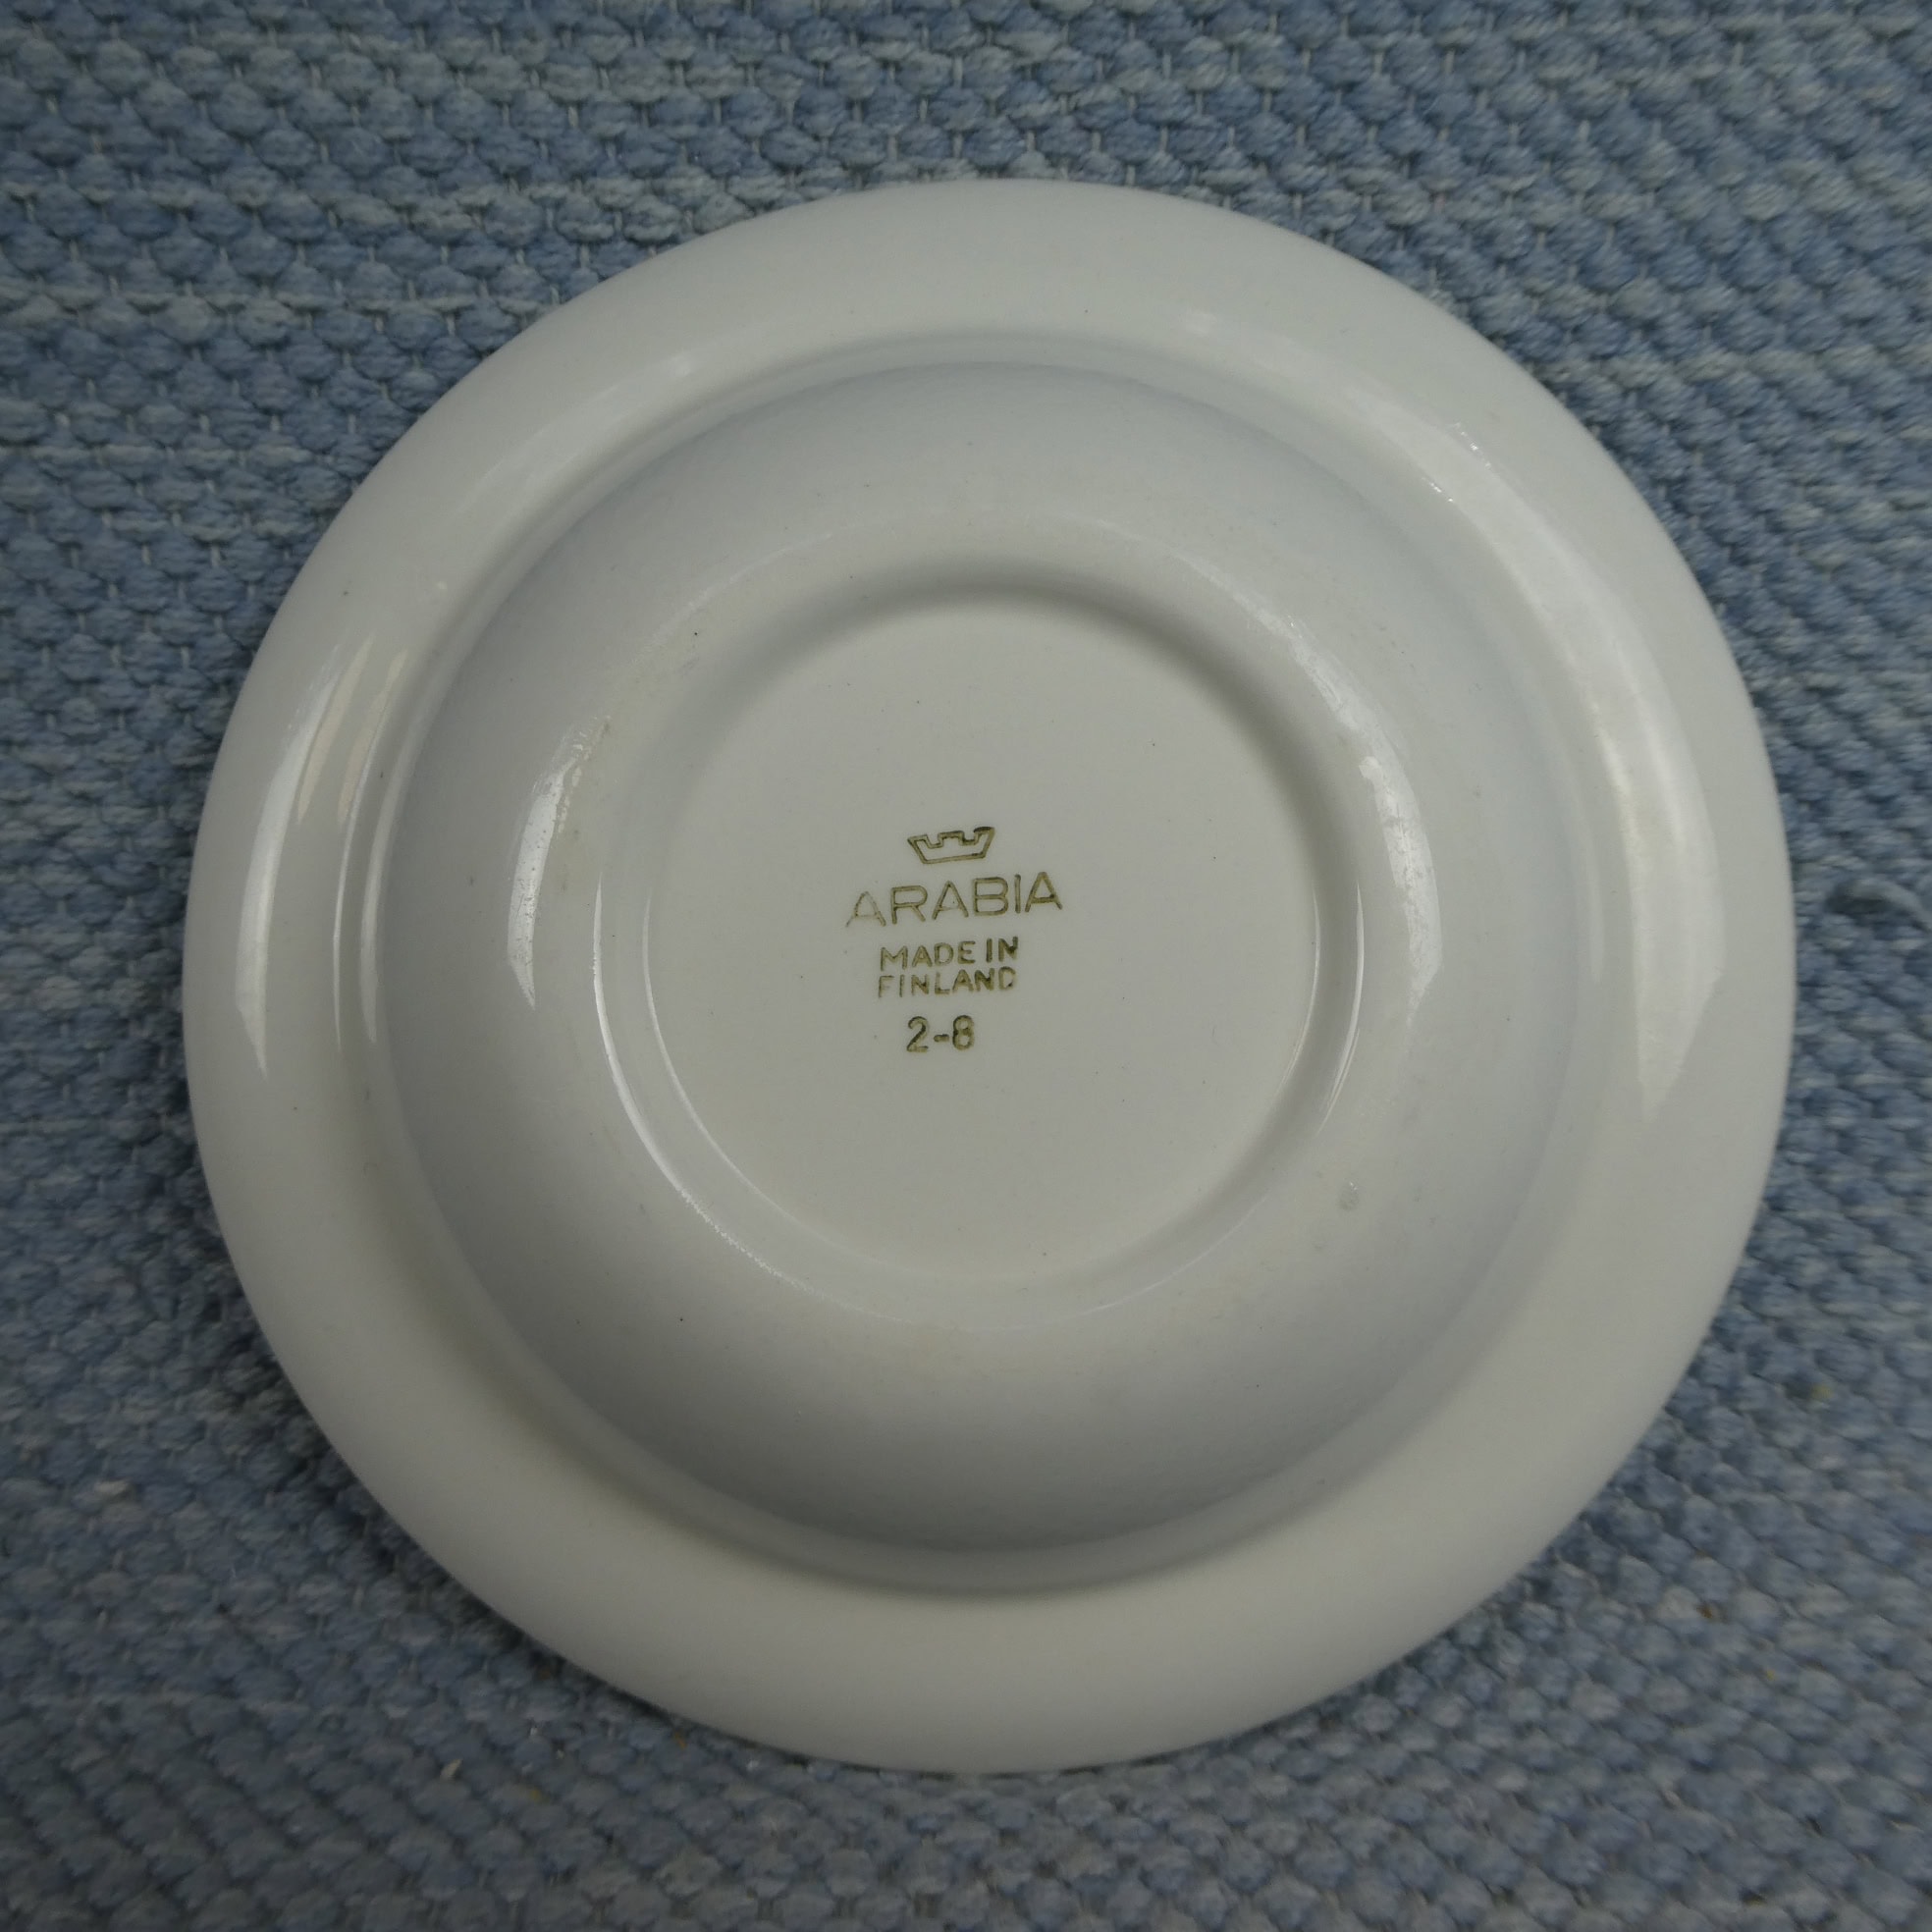 ARABIA
MADE IN
FINLAND
2-8